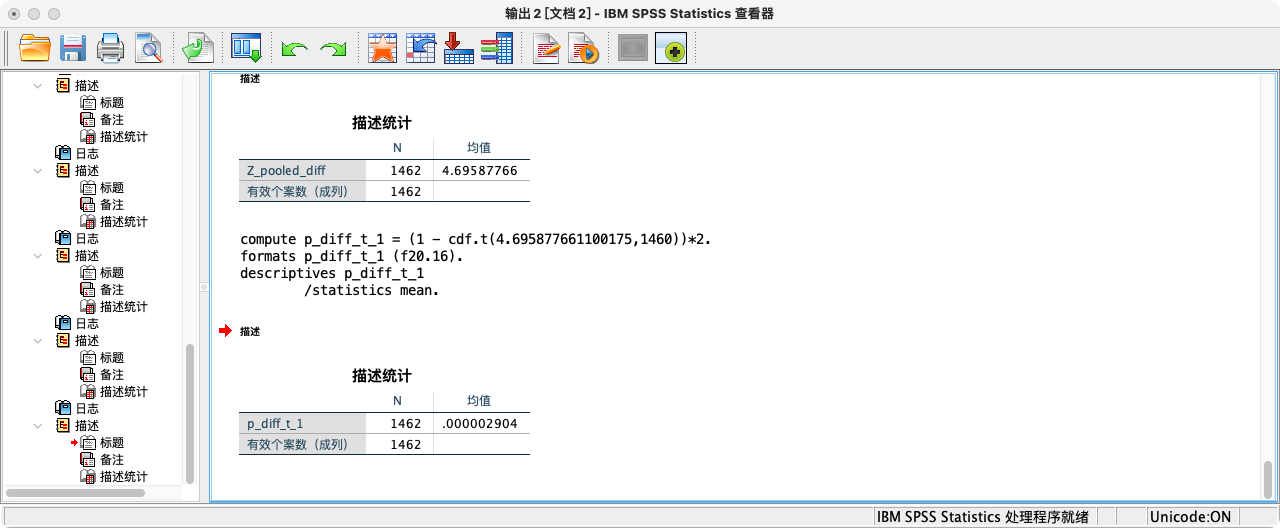 输出 2 [文档 2] - IBM SPSS Statistics 查看器
描述
标题
备注
描述统计
日志
描述
标题
备注
描述统计
日志
描述
标题
备注
描述统计
日志
描述
标题
备注
描述统计
日志
描述
标题
备注
描述统计
描述
描述统计
N 均值
Z_pooled_diff 1462 4.69587766
有效个案数（成列） 1462
compute p_diff_t_1 = (1 - cdf.t(4.695877661100175,1460))*2.
formats p_diff_t_1 (f20.16).
descriptives p_diff_t_1
/statistics mean.
描述
描述统计
N 均值
p_diff_t_1 1462 .000002904
有效个案数（成列） 1462
IBM SPSS Statistics 处理程序就绪 Unicode:ON